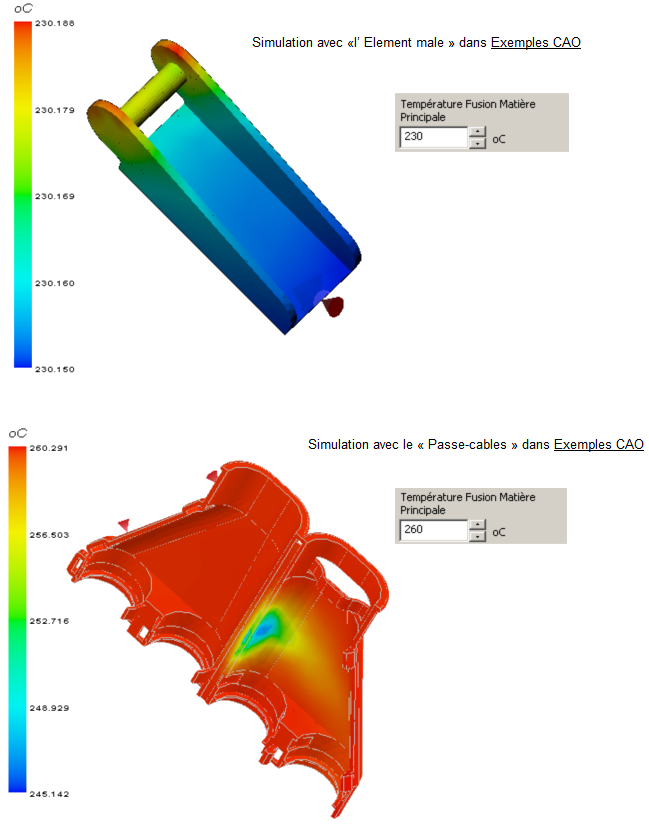 oC
230.188
Simulation avec «l' Element male » dans Exemples CAO
230.179
Température Fusion Matière
Principale
230 oC
230.169
230.160
230.150
oC
260.291
Simulation avec le « Passe-cables » dans Exemples CAO
256.503
Température Fusion Matière
Principale
260 oC
252.716
248.929
245.142